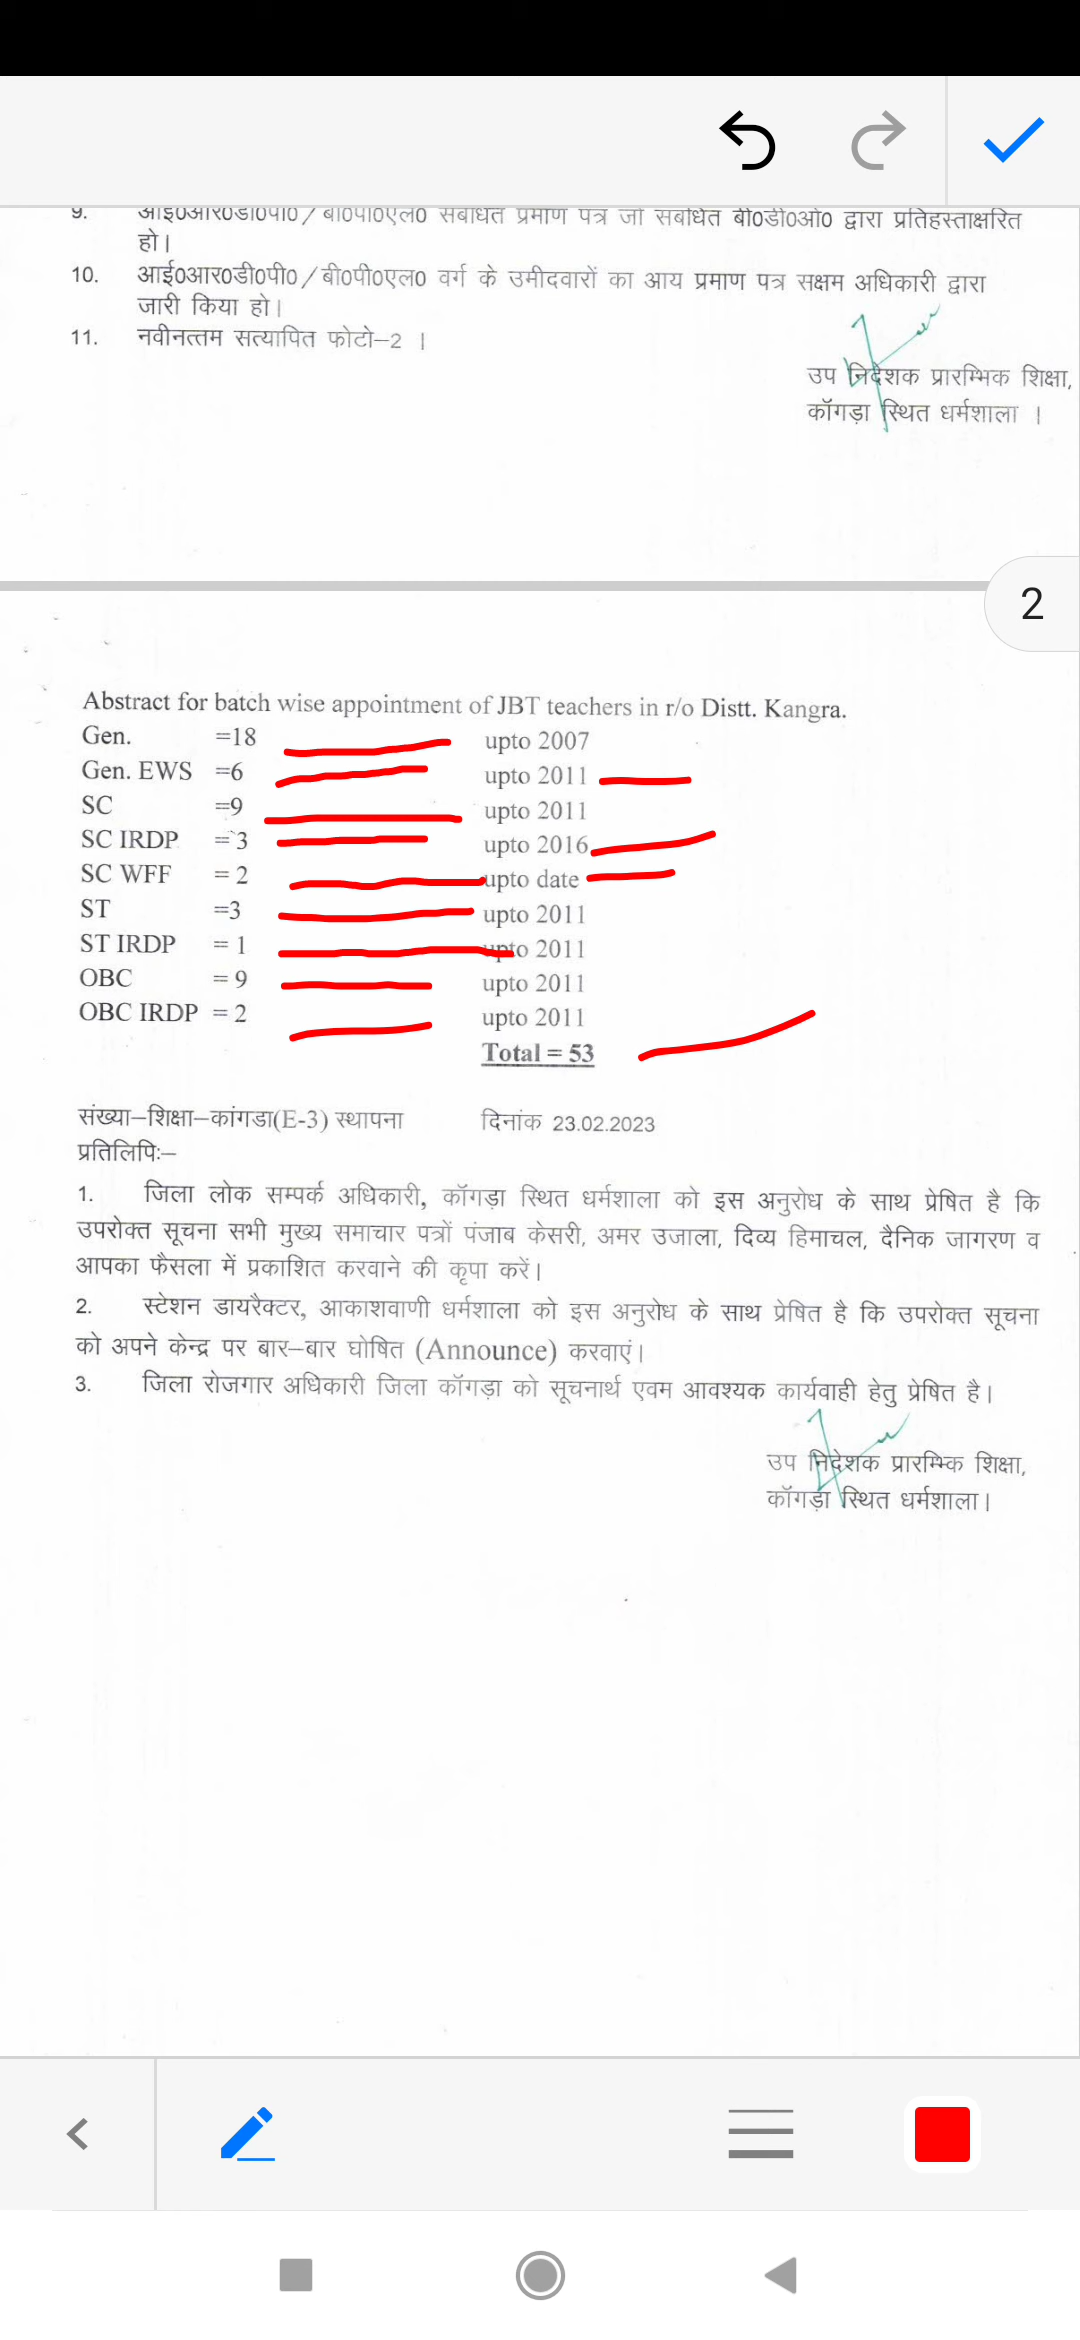 9. आई0आर0डी0पी0/बी0पी0एल0 संबंधित प्रमाण पत्र जो संबंधित बी0डी0ओ0 द्वारा प्रतिहस्ताक्षरित
हो।
10. आई0आर0डी0पी0/बी0पी0एल0 वर्ग के उमीदवारों का आय प्रमाण पत्र सक्षम अधिकारी द्वारा
जारी किया हो।
11. नवीनत्तम सत्यापित फोटो–2 ।
उप निदेशक प्रारम्भिक शिक्षा,
कॉगड़ा स्थित धर्मशाला ।
2
Abstract for batch wise appointment of JBT teachers in r/o Distt. Kangra.
Gen. =18 upto 2007
Gen. EWS =6 upto 2011
SC =9 upto 2011
SC IRDP = 3 upto 2016
SC WFF = 2 upto date
ST =3 upto 2011
ST IRDP = 1 upto 2011
OBC = 9 upto 2011
OBC IRDP = 2 upto 2011
Total = 53
संख्या–शिक्षा–कांगडा(E-3) स्थापना दिनांक 23.02.2023
प्रतिलिपिः–
1. जिला लोक सम्पर्क अधिकारी, कॉगड़ा स्थित धर्मशाला को इस अनुरोध के साथ प्रेषित है कि
उपरोक्त सूचना सभी मुख्य समाचार पत्रों पंजाब केसरी, अमर उजाला, दिव्य हिमाचल, दैनिक जागरण व
आपका फैसला में प्रकाशित करवाने की कृपा करें।
2. स्टेशन डायरैक्टर, आकाशवाणी धर्मशाला को इस अनुरोध के साथ प्रेषित है कि उपरोक्त सूचना
को अपने केन्द्र पर बार–बार घोषित (Announce) करवाएं।
3. जिला रोजगार अधिकारी जिला कॉगड़ा को सूचनार्थ एवम आवश्यक कार्यवाही हेतु प्रेषित है।
उप निदेशक प्रारम्भिक शिक्षा,
कॉगड़ा स्थित धर्मशाला।